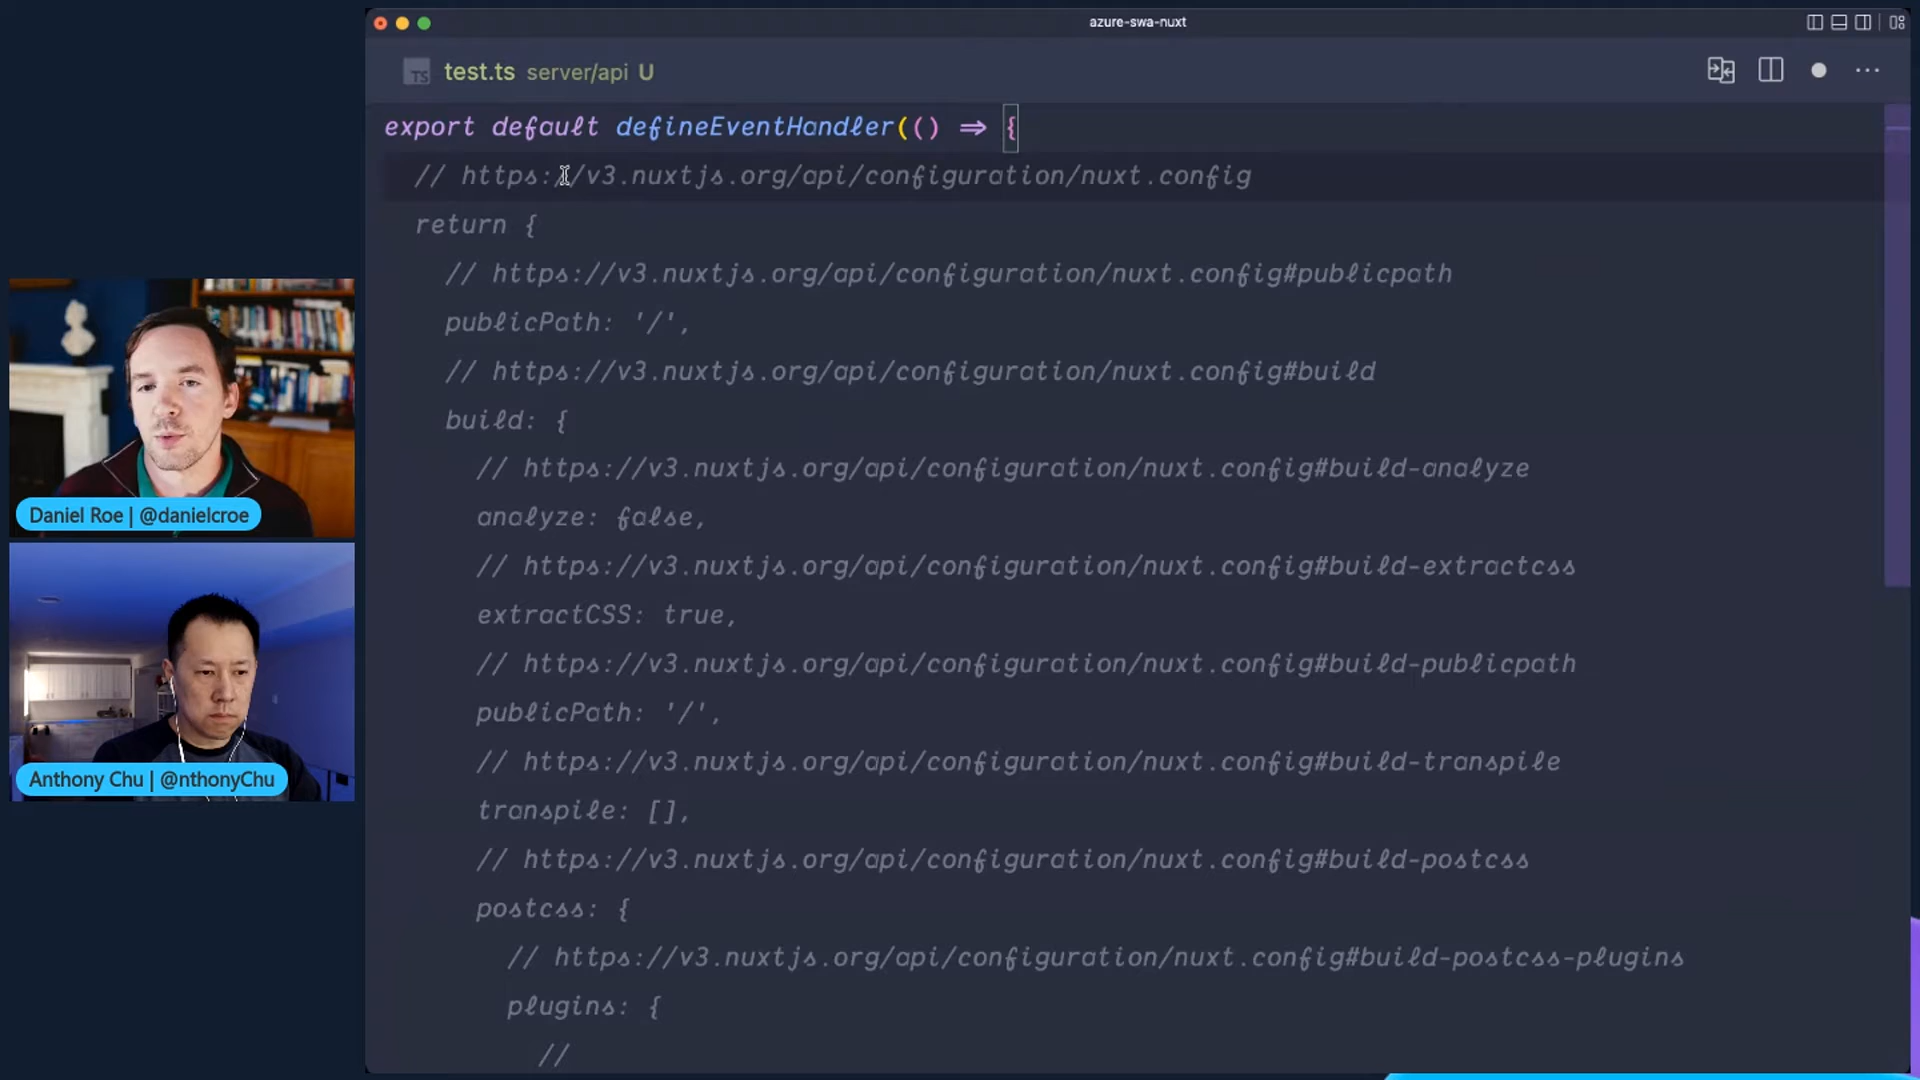 azure-swa-nuxt
TS test.ts server/api U
export default defineEventHandler(() => {
// https://v3.nuxtjs.org/api/configuration/nuxt.config
return {
// https://v3.nuxtjs.org/api/configuration/nuxt.config#publicpath
publicPath: '/',
// https://v3.nuxtjs.org/api/configuration/nuxt.config#build
build: {
// https://v3.nuxtjs.org/api/configuration/nuxt.config#build-analyze
analyze: false,
// https://v3.nuxtjs.org/api/configuration/nuxt.config#build-extractcss
extractCSS: true,
// https://v3.nuxtjs.org/api/configuration/nuxt.config#build-publicpath
publicPath: '/',
// https://v3.nuxtjs.org/api/configuration/nuxt.config#build-transpile
transpile: [],
// https://v3.nuxtjs.org/api/configuration/nuxt.config#build-postcss
postcss: {
// https://v3.nuxtjs.org/api/configuration/nuxt.config#build-postcss-plugins
plugins: {
//
Daniel Roe | @danielcroe
Anthony Chu | @nthonyChu